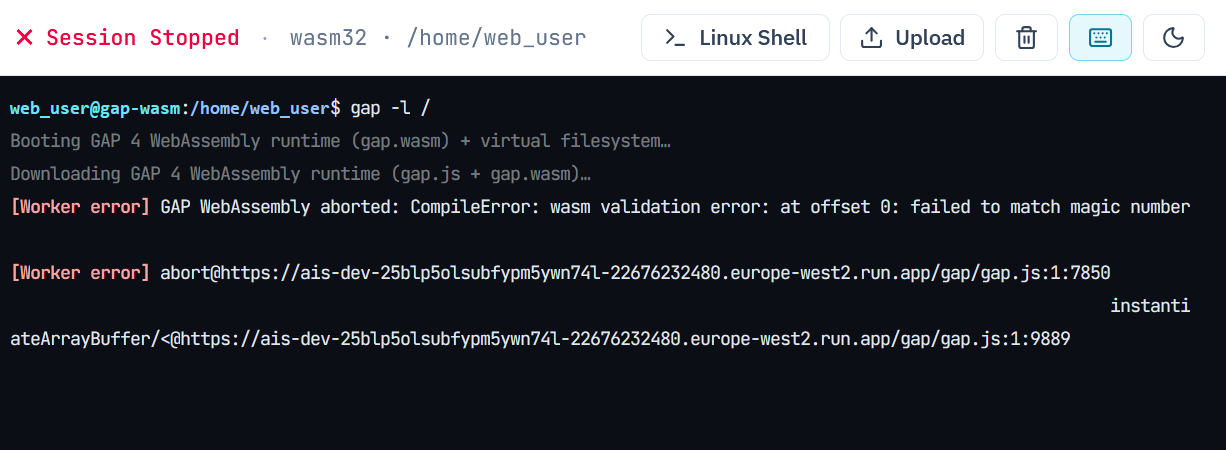 ✕ Session Stopped · wasm32 · /home/web_user Linux Shell Upload
web_user@gap-wasm:/home/web_user$ gap -l /
Booting GAP 4 WebAssembly runtime (gap.wasm) + virtual filesystem…
Downloading GAP 4 WebAssembly runtime (gap.js + gap.wasm)…
[Worker error] GAP WebAssembly aborted: CompileError: wasm validation error: at offset 0: failed to match magic number
[Worker error] abort@https://ais-dev-25blp5olsubfypm5ywn74l-22676232480.europe-west2.run.app/gap/gap.js:1:7850
instanti
ateArrayBuffer/<@https://ais-dev-25blp5olsubfypm5ywn74l-22676232480.europe-west2.run.app/gap/gap.js:1:9889